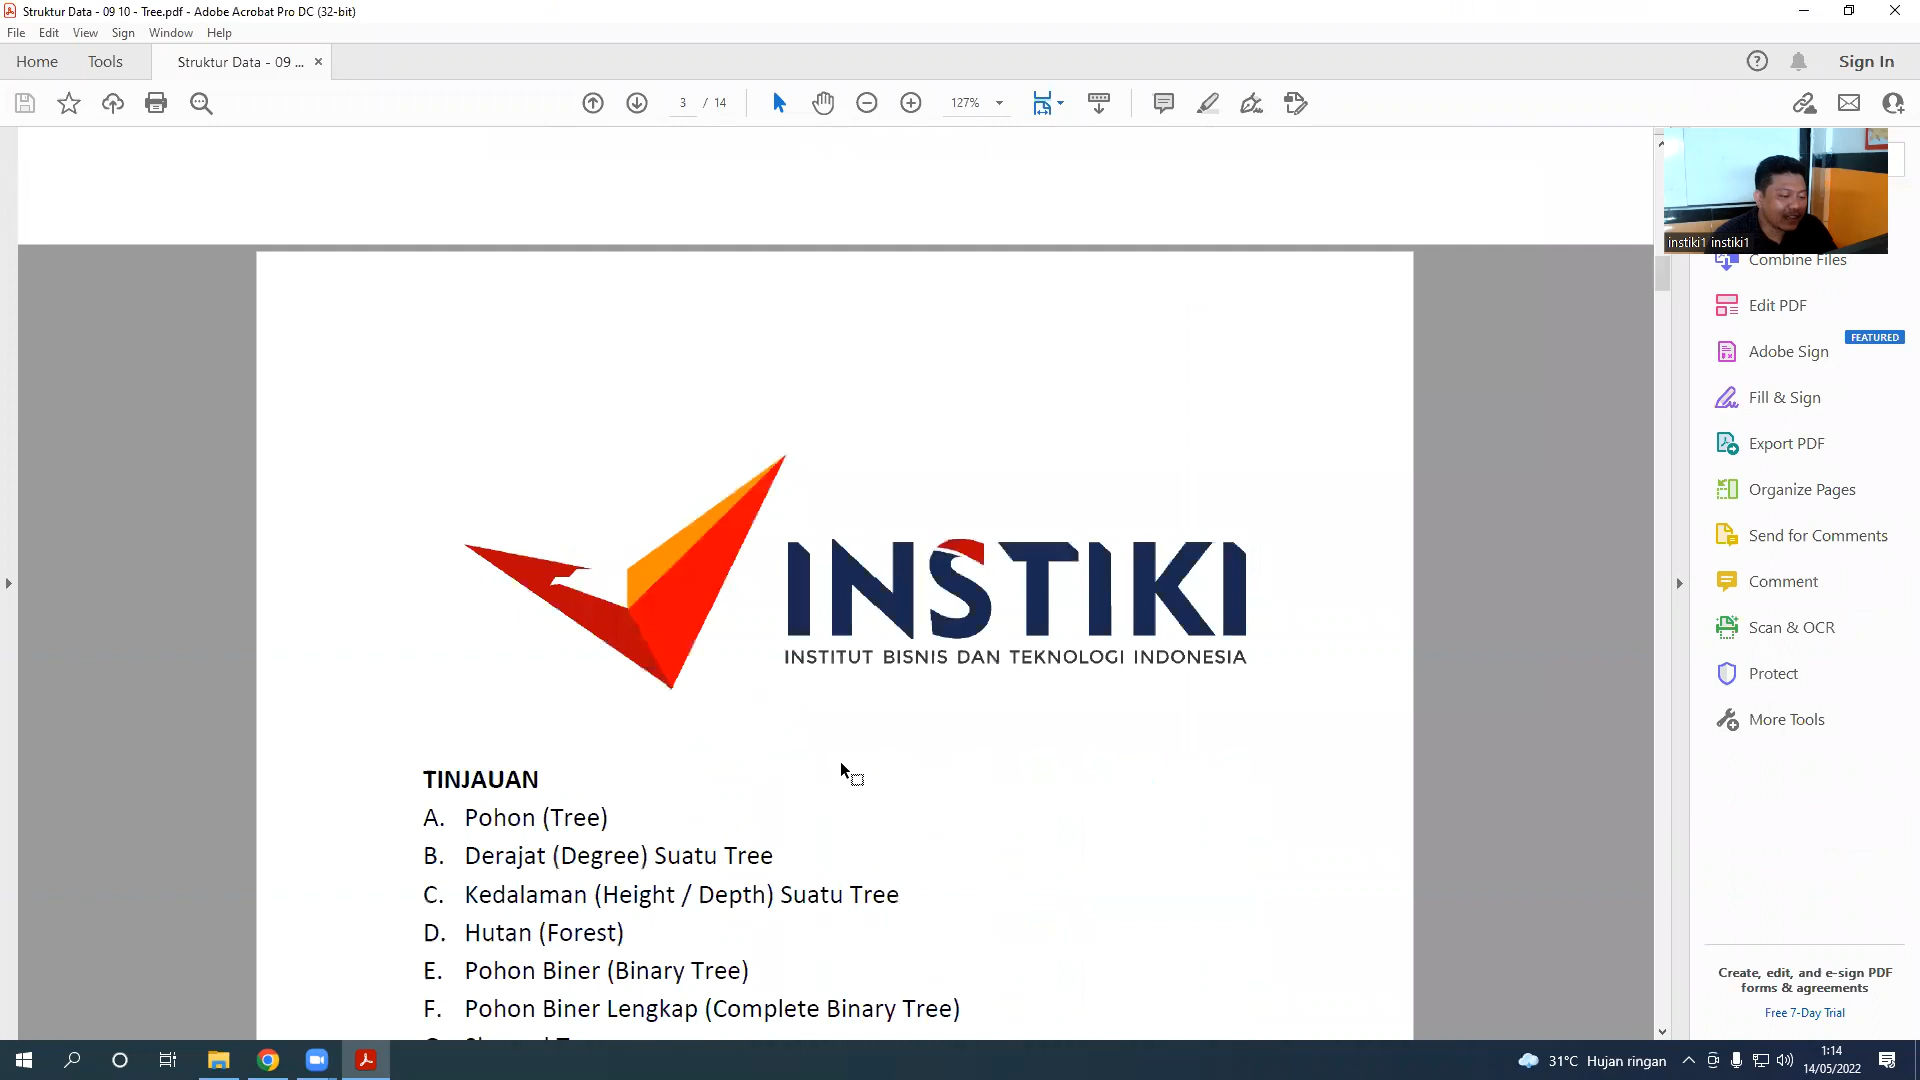 Struktur Data - 09 10 - Tree.pdf - Adobe Acrobat Pro DC (32-bit)
File Edit View Sign Window Help
Home Tools Struktur Data - 09 ... × Sign In
3 / 14 127%
instiki1 instiki1
Combine Files
Edit PDF
FEATURED
Adobe Sign
Fill & Sign
Export PDF
Organize Pages
Send for Comments
Comment
Scan & OCR
Protect
More Tools
Create, edit, and e-sign PDF
forms & agreements
Free 7-Day Trial
INSTIKI
INSTITUT BISNIS DAN TEKNOLOGI INDONESIA
TINJAUAN
A. Pohon (Tree)
B. Derajat (Degree) Suatu Tree
C. Kedalaman (Height / Depth) Suatu Tree
D. Hutan (Forest)
E. Pohon Biner (Binary Tree)
F. Pohon Biner Lengkap (Complete Binary Tree)
31°C Hujan ringan
1:14
14/05/2022